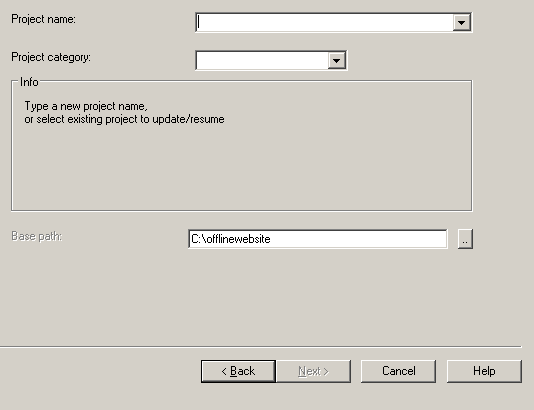 Project name:
Project category:
Info
Type a new project name,
or select existing project to update/resume
Base path:
C:\offlinewebsite
..
< Back
Next >
Cancel
Help